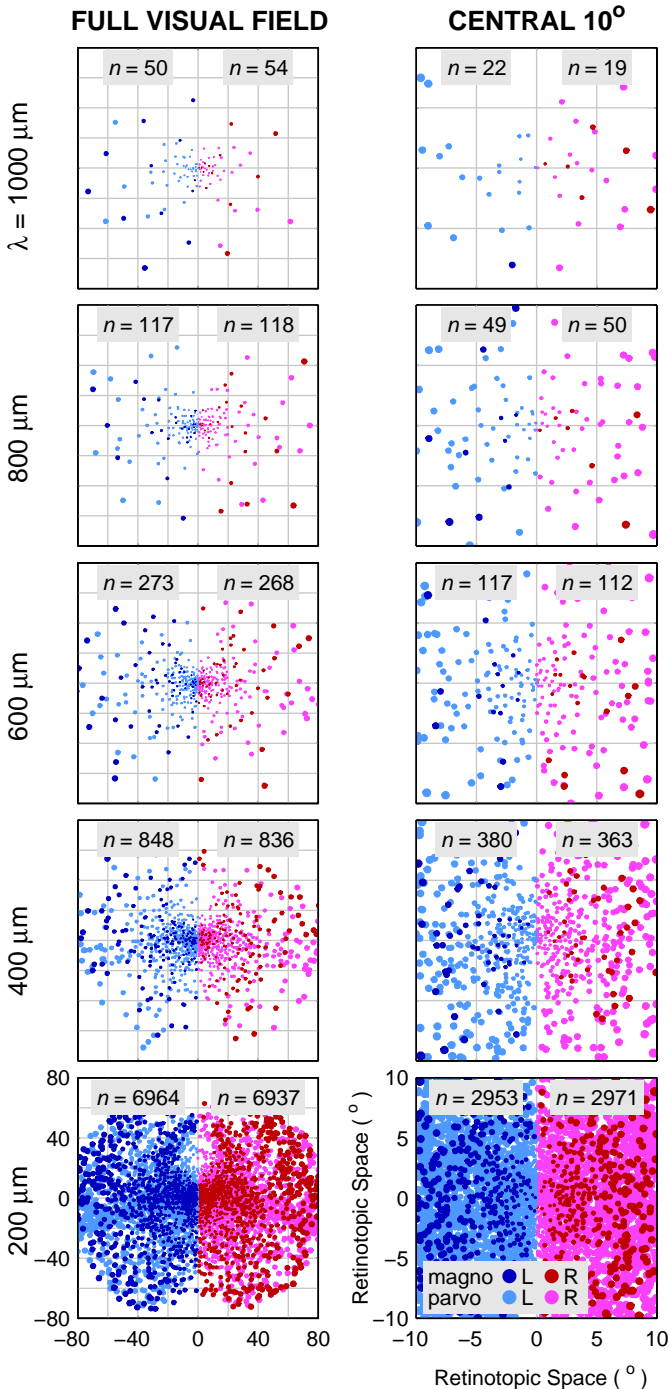 FULL VISUAL FIELD
CENTRAL 10°
λ = 1000 μm
n = 50
n = 54
n = 22
n = 19
800 μm
n = 117
n = 118
n = 49
n = 50
600 μm
n = 273
n = 268
n = 117
n = 112
400 μm
n = 848
n = 836
n = 380
n = 363
200 μm
80
40
0
−40
−80
n = 6964
n = 6937
−80
−40
0
40
80
Retinotopic Space ( ° )
10
5
0
−5
−10
n = 2953
n = 2971
magno L R
parvo L R
−10
−5
0
5
10
Retinotopic Space ( ° )